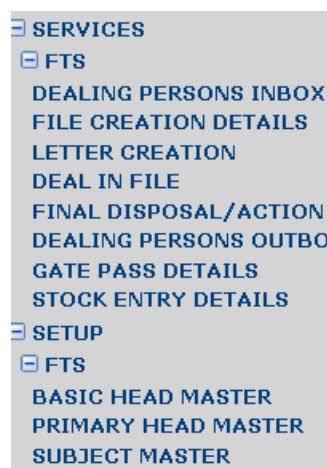 SERVICES
FTS
DEALING PERSONS INBOX
FILE CREATION DETAILS
LETTER CREATION
DEAL IN FILE
FINAL DISPOSAL/ACTION
DEALING PERSONS OUTBO
GATE PASS DETAILS
STOCK ENTRY DETAILS
SETUP
FTS
BASIC HEAD MASTER
PRIMARY HEAD MASTER
SUBJECT MASTER